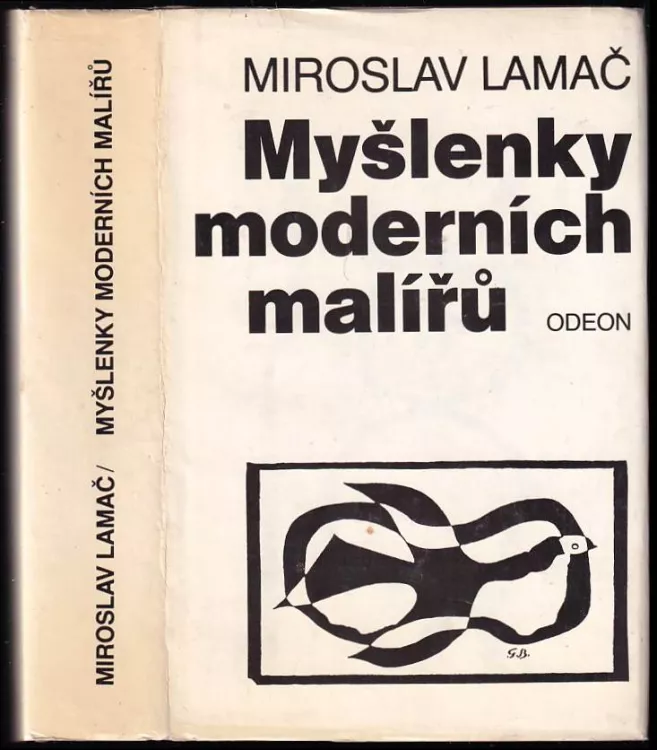 MIROSLAV LAMAČ/ MYŠLENKY MODERNÍCH MALÍŘŮ
MIROSLAV LAMAČ
Myšlenky
moderních
malířů
ODEON
G.B.